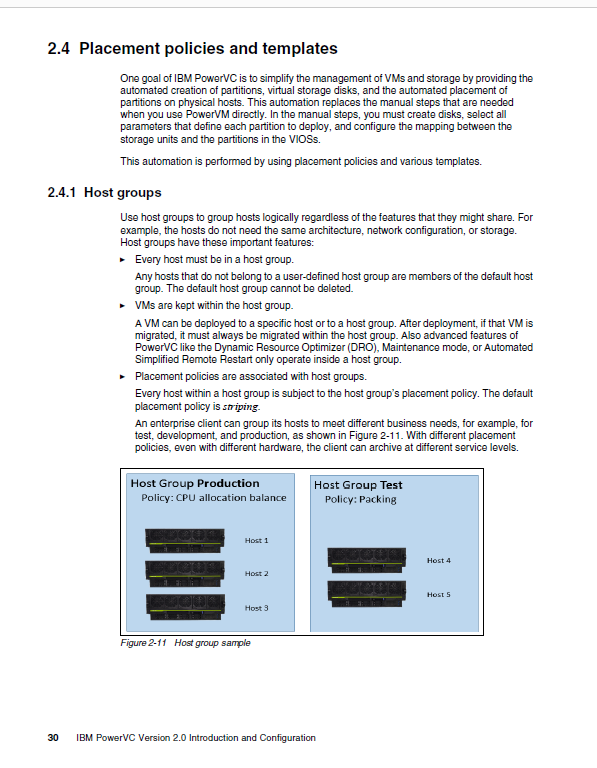 2.4 Placement policies and templates
One goal of IBM PowerVC is to simplify the management of VMs and storage by providing the
automated creation of partitions, virtual storage disks, and the automated placement of
partitions on physical hosts. This automation replaces the manual steps that are needed
when you use PowerVM directly. In the manual steps, you must create disks, select all
parameters that define each partition to deploy, and configure the mapping between the
storage units and the partitions in the VIOSs.
This automation is performed by using placement policies and various templates.
2.4.1 Host groups
Use host groups to group hosts logically regardless of the features that they might share. For
example, the hosts do not need the same architecture, network configuration, or storage.
Host groups have these important features:
► Every host must be in a host group.
Any hosts that do not belong to a user-defined host group are members of the default host
group. The default host group cannot be deleted.
► VMs are kept within the host group.
A VM can be deployed to a specific host or to a host group. After deployment, if that VM is
migrated, it must always be migrated within the host group. Also advanced features of
PowerVC like the Dynamic Resource Optimizer (DRO), Maintenance mode, or Automated
Simplified Remote Restart only operate inside a host group.
► Placement policies are associated with host groups.
Every host within a host group is subject to the host group's placement policy. The default
placement policy is striping.
An enterprise client can group its hosts to meet different business needs, for example, for
test, development, and production, as shown in Figure 2-11. With different placement
policies, even with different hardware, the client can archive at different service levels.
Host Group Production
Policy: CPU allocation balance
Host 1
Host 2
Host 3
Host Group Test
Policy: Packing
Host 4
Host 5
Figure 2-11 Host group sample
30 IBM PowerVC Version 2.0 Introduction and Configuration